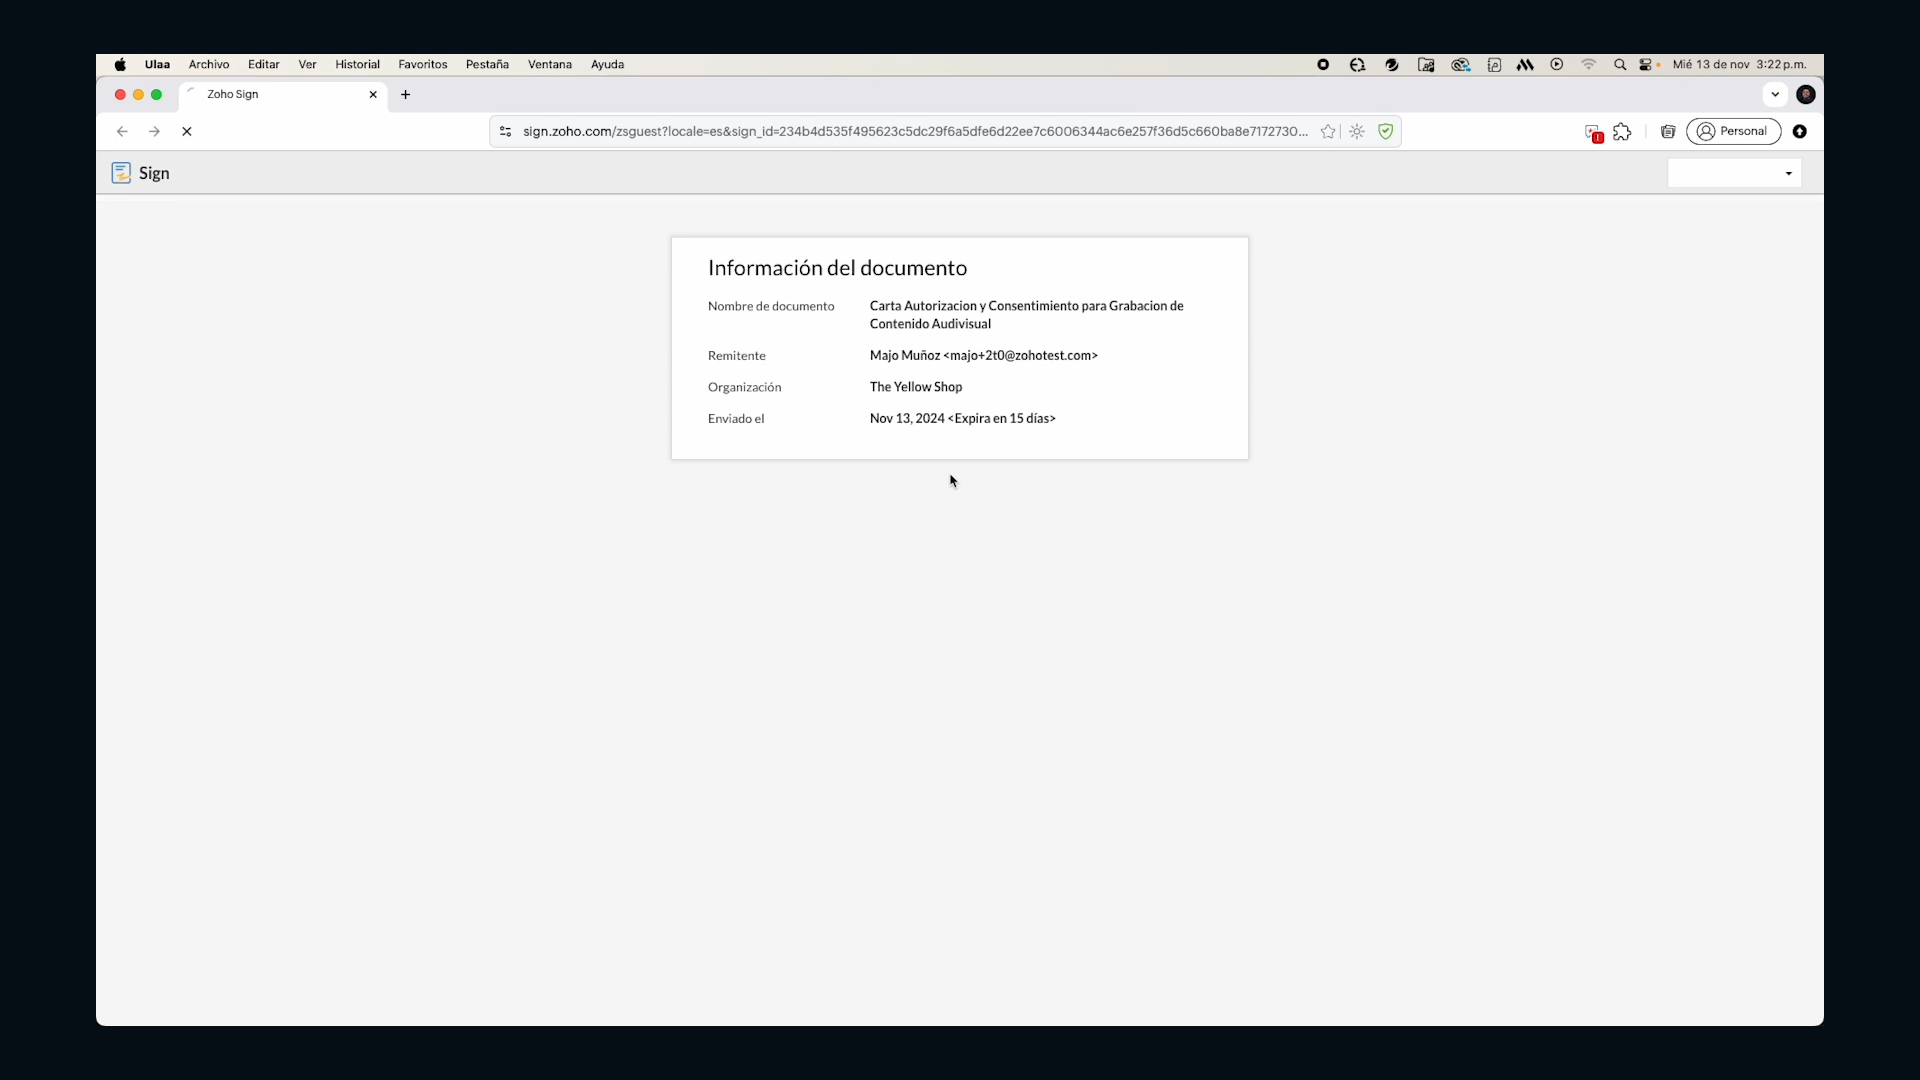 Ulaa Archivo Editar Ver Historial Favoritos Pestaña Ventana Ayuda Mié 13 de nov 3:22 p.m.
Zoho Sign
sign.zoho.com/zsguest?locale=es&sign_id=234b4d535f495623c5dc29f6a5dfe6d22ee7c6006344ac6e257f36d5c660ba8e7172730... Personal
Sign
Información del documento
Nombre de documento Carta Autorizacion y Consentimiento para Grabacion de
Contenido Audivisual
Remitente Majo Muñoz <majo+2t0@zohotest.com>
Organización The Yellow Shop
Enviado el Nov 13, 2024 <Expira en 15 días>